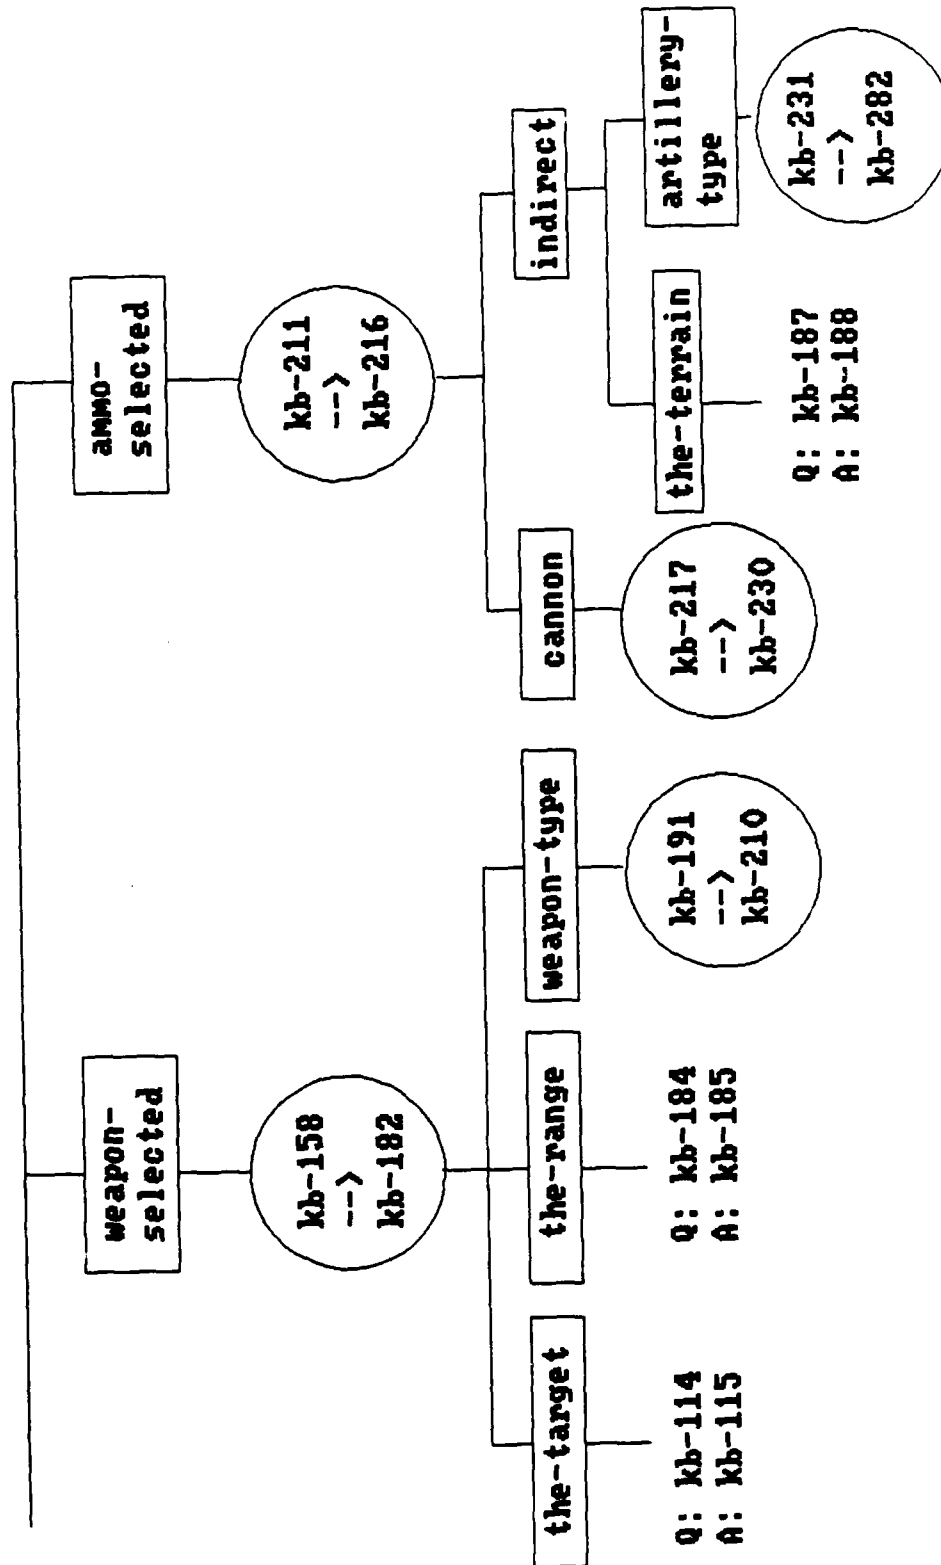 weapon-
selected
ammo-
selected
kb-158
-->
kb-182
kb-211
-->
kb-216
the-target
the-range
weapon-type
cannon
indirect
Q: kb-114
A: kb-115
Q: kb-184
A: kb-185
kb-191
-->
kb-210
kb-217
-->
kb-230
the-terrain
artillery-
type
Q: kb-187
A: kb-188
kb-231
-->
kb-282